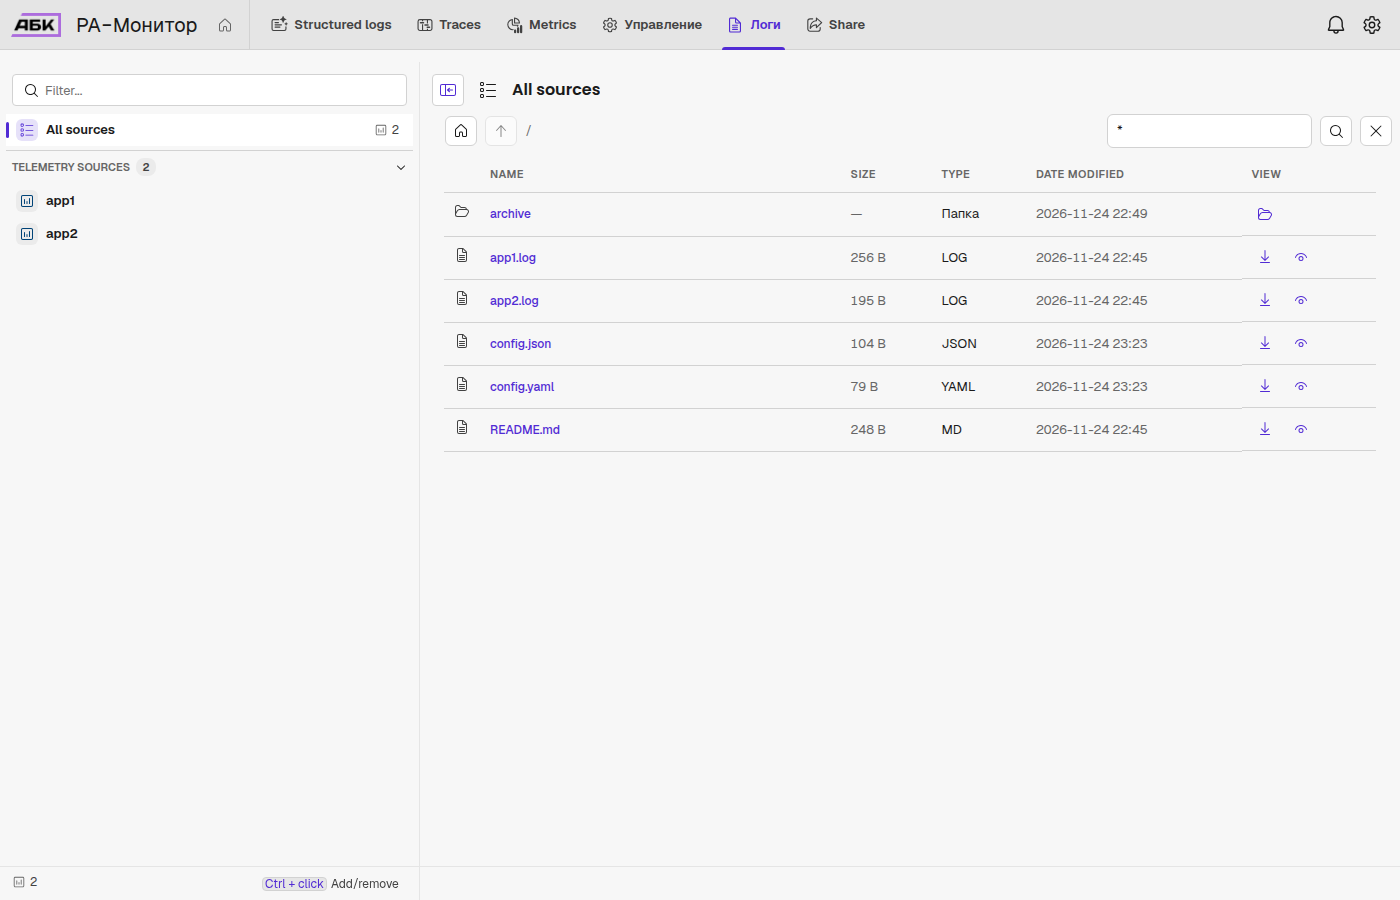 АБК РА-Монитор Structured logs Traces Metrics Управление Логи Share
Filter...
All sources 2
TELEMETRY SOURCES 2
app1
app2
All sources
/ *
NAME SIZE TYPE DATE MODIFIED VIEW
archive — Папка 2026-11-24 22:49
app1.log 256 B LOG 2026-11-24 22:45
app2.log 195 B LOG 2026-11-24 22:45
config.json 104 B JSON 2026-11-24 23:23
config.yaml 79 B YAML 2026-11-24 23:23
README.md 248 B MD 2026-11-24 22:45
2 Ctrl + click Add/remove